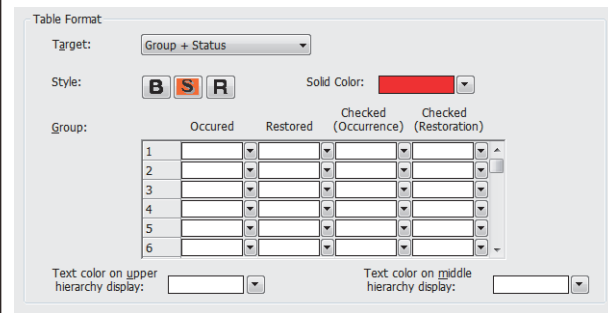 Table Format
Target: Group + Status
Style: B S R Solid Color:
Group: Occured Restored Checked (Occurrence) Checked (Restoration)
1
2
3
4
5
6
Text color on upper hierarchy display: Text color on middle hierarchy display: